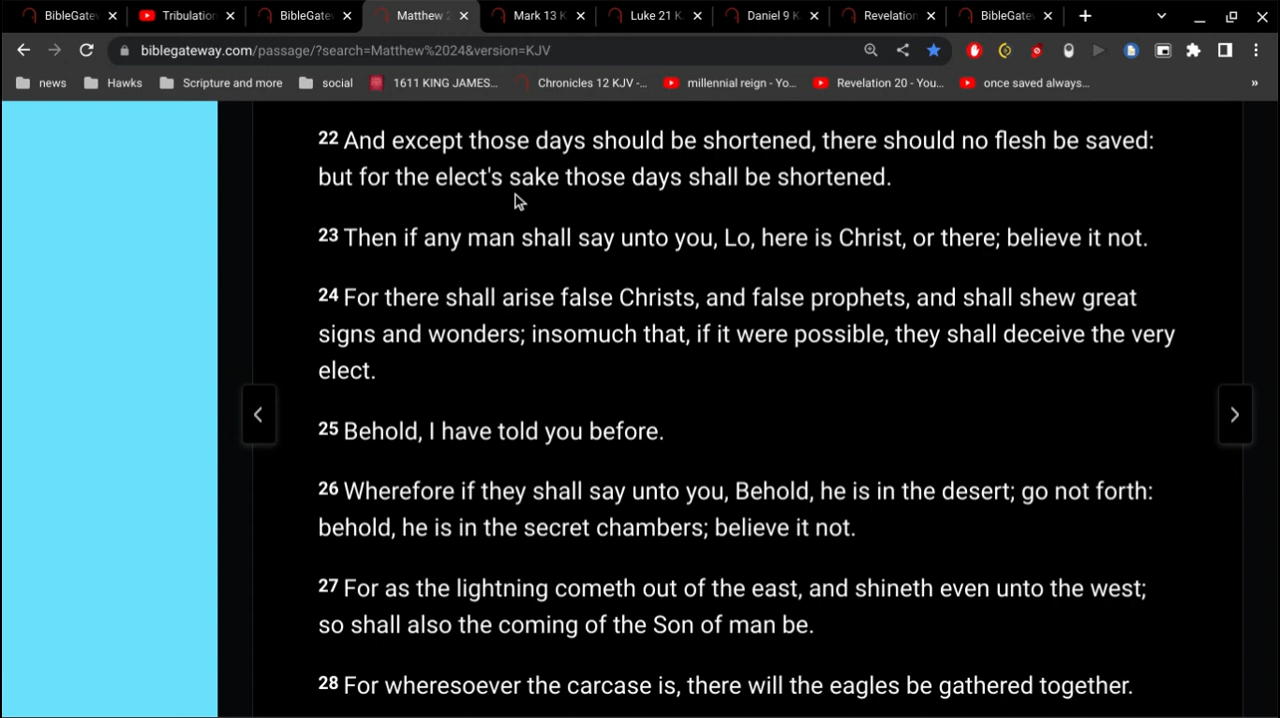 BibleGate
Tribulation
BibleGate
Matthew 2
Mark 13 K
Luke 21 K
Daniel 9 K
Revelation
BibleGate
biblegateway.com/passage/?search=Matthew%2024&version=KJV
news
Hawks
Scripture and more
social
1611 KING JAMES...
Chronicles 12 KJV -...
millennial reign - Yo...
Revelation 20 - You...
once saved always...
»
22 And except those days should be shortened, there should no flesh be saved:
but for the elect's sake those days shall be shortened.
23 Then if any man shall say unto you, Lo, here is Christ, or there; believe it not.
24 For there shall arise false Christs, and false prophets, and shall shew great
signs and wonders; insomuch that, if it were possible, they shall deceive the very
elect.
25 Behold, I have told you before.
26 Wherefore if they shall say unto you, Behold, he is in the desert; go not forth:
behold, he is in the secret chambers; believe it not.
27 For as the lightning cometh out of the east, and shineth even unto the west;
so shall also the coming of the Son of man be.
28 For wheresoever the carcase is, there will the eagles be gathered together.